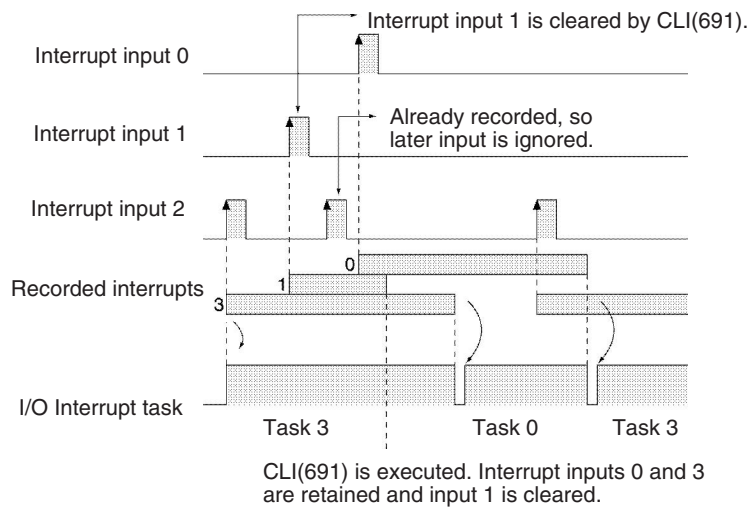 Interrupt input 1 is cleared by CLI(691).
Interrupt input 0
Already recorded, so
later input is ignored.
Interrupt input 1
Interrupt input 2
0
1
Recorded interrupts
3
I/O Interrupt task
Task 3 Task 0 Task 3
CLI(691) is executed. Interrupt inputs 0 and 3
are retained and input 1 is cleared.